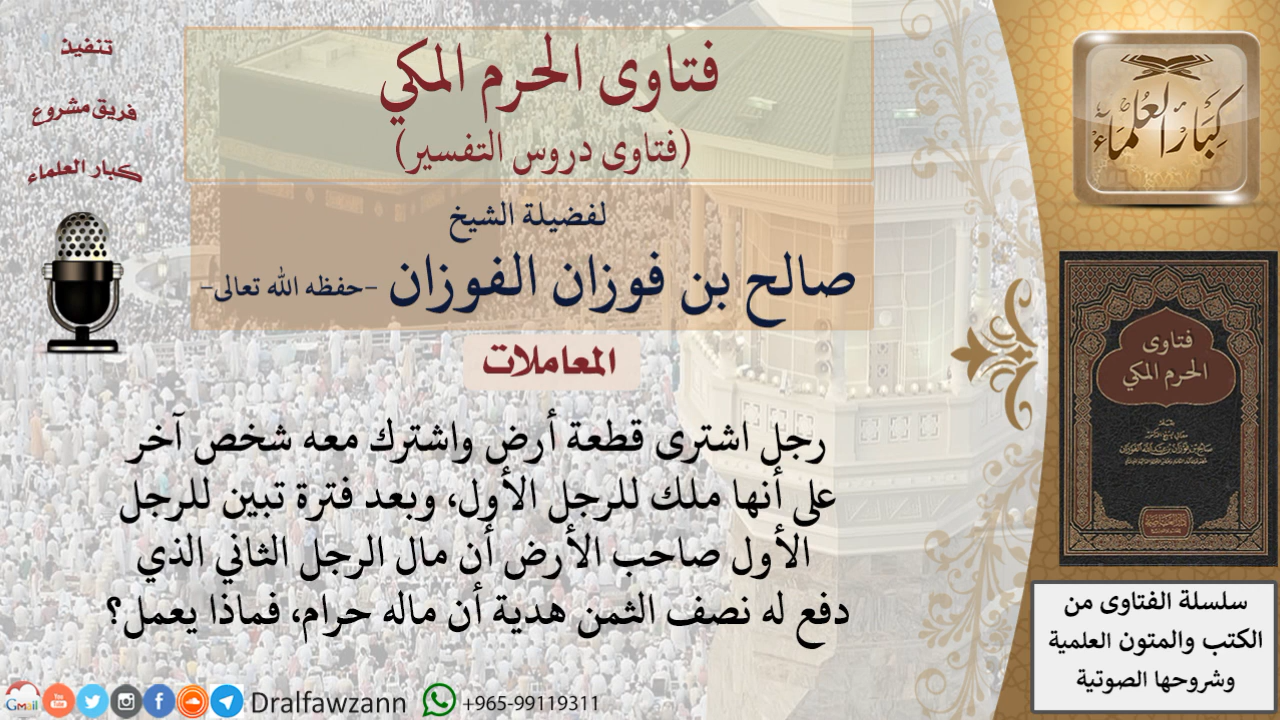 فتاوى الحرم المكي
(فتاوى دروس التفسير)
لفضيلة الشيخ
صالح بن فوزان الفوزان -حفظه الله تعالى-
المعاملات
رجل اشترى قطعة أرض واشترك معه شخص آخر
على أنها ملك للرجل الأول، وبعد فترة تبين للرجل
الأول صاحب الأرض أن مال الرجل الثاني الذي
دفع له نصف الثمن هدية أن ماله حرام، فماذا يعمل؟
كبار العلماء
فتاوى
الحرم المكي
سلسلة الفتاوى من
الكتب والمتون العلمية
وشروحها الصوتية
تنفيذ
فريق مشروع
كبار العلماء
Gmail
You
Tube
Dralfawzann
+965-99119311